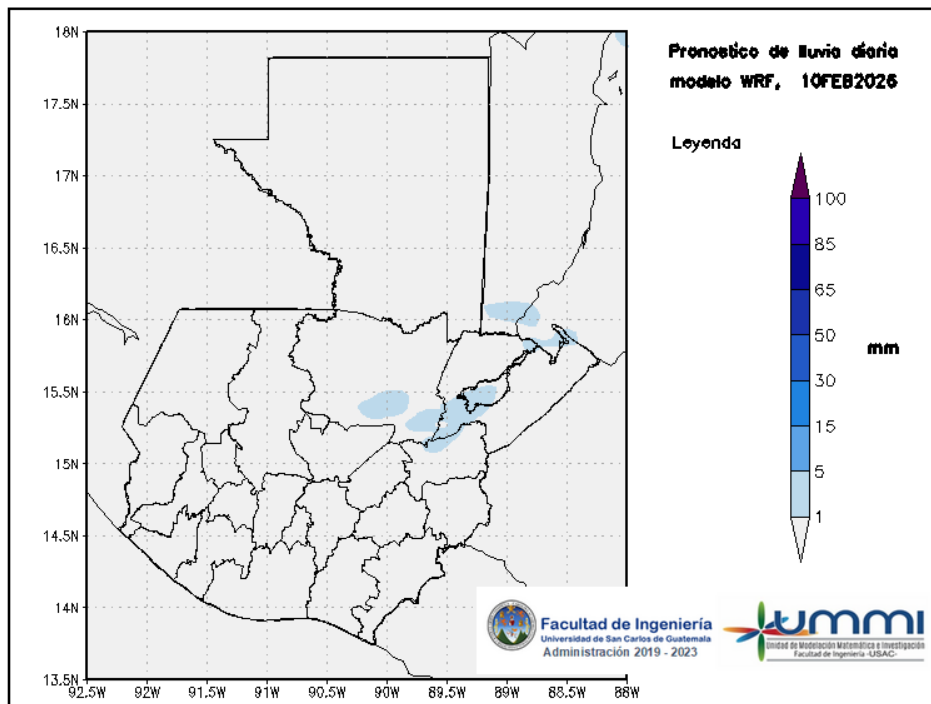 18N
17.5N
17N
16.5N
16N
15.5N
15N
14.5N
14N
13.5N
92.5W 92W 91.5W 91W 90.5W 90W 89.5W 89W 88.5W 88W
Pronostico de lluvia diaria
modelo WRF, 10FEB2026
Leyenda
100
85
65
50
30
15
5
1
mm
Facultad de Ingeniería
Universidad de San Carlos de Guatemala
Administración 2019 - 2023
ummi
Unidad de Modelación Matemática e Investigación
Facultad de Ingeniería -USAC-